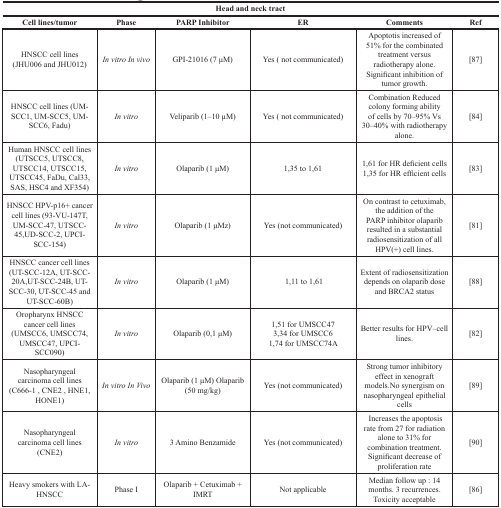 Head and neck tract
Cell lines/tumor Phase PARP Inhibitor ER Comments Ref
HNSCC cell lines
(JHU006 and JHU012)
In vitro In vivo
GPI-21016 (7 µM)
Yes ( not communicated)
Apoptotis increased of
51% for the combinated
treatment versus
radiotherapy alone.
Significant inhibition of
tumor growth.
[87]
HNSCC cell lines (UM-
SCC1, UM-SCC5, UM-
SCC6, Fadu)
In vitro
Veliparib (1–10 µM)
Yes ( not communicated)
Combination Reduced
colony forming ability
of cells by 70–95% Vs
30–40% with radiotherapy
alone.
[84]
Human HNSCC cell lines
(UTSCC5, UTSCC8,
UTSCC14, UTSCC15,
UTSCC45, FaDu, Cal33,
SAS, HSC4 and XF354)
In vitro
Olaparib (1 µM)
1,35 to 1,61
1,61 for HR deficient cells
1,35 for HR efficient cells
[83]
HNSCC HPV-p16+ cancer
cell lines (93-VU-147T,
UM-SCC-47, UTSCC-
45,UD-SCC-2, UPCI-
SCC-154)
In vitro
Olaparib (1 µMz)
Yes (not communicated)
On contrast to cetuximab,
the addition of the
PARP inhibitor olaparib
resulted in a substantial
radiosensitization of all
HPV(+) cell lines.
[81]
HNSCC cancer cell lines
(UT-SCC-12A, UT-SCC-
20A,UT-SCC-24B, UT-
SCC-30, UT-SCC-45 and
UT-SCC-60B)
In vitro
Olaparib (1 µM)
1,11 to 1,61
Extent of radiosensitization
depends on olaparib dose
and BRCA2 status
[88]
Oropharynx HNSCC
cancer cell lines
(UMSCC6, UMSCC74,
UMSCC47, UPCI-
SCC090)
In vitro
Olaparib (0,1 µM)
1,51 for UMSCC47
3,34 for UMSCC6
1,74 for UMSCC74A
Better results for HPV–cell
lines.
[82]
Nasopharyngeal
carcinoma cell lines
(C666-1 , CNE2 , HNE1,
HONE1)
In vitro In Vivo
Olaparib (1 µM) Olaparib
(50 mg/kg)
Yes (not communicated)
Strong tumor inhibitory
effect in xenograft
models.No synergism on
nasopharyngeal epithelial
cells
[89]
Nasopharyngeal
carcinoma cell lines
(CNE2)
In vitro
3 Amino Benzamide
Yes (not communicated)
Increases the apoptosis
rate from 27 for radiation
alone to 31% for
combination treatment.
Significant decrease of
proliferation rate
[90]
Heavy smokers with LA-
HNSCC
Phase I
Olaparib + Cetuximab +
IMRT
Not applicable
Median follow up : 14
months. 3 recurrences.
Toxicity acceptable
[86]